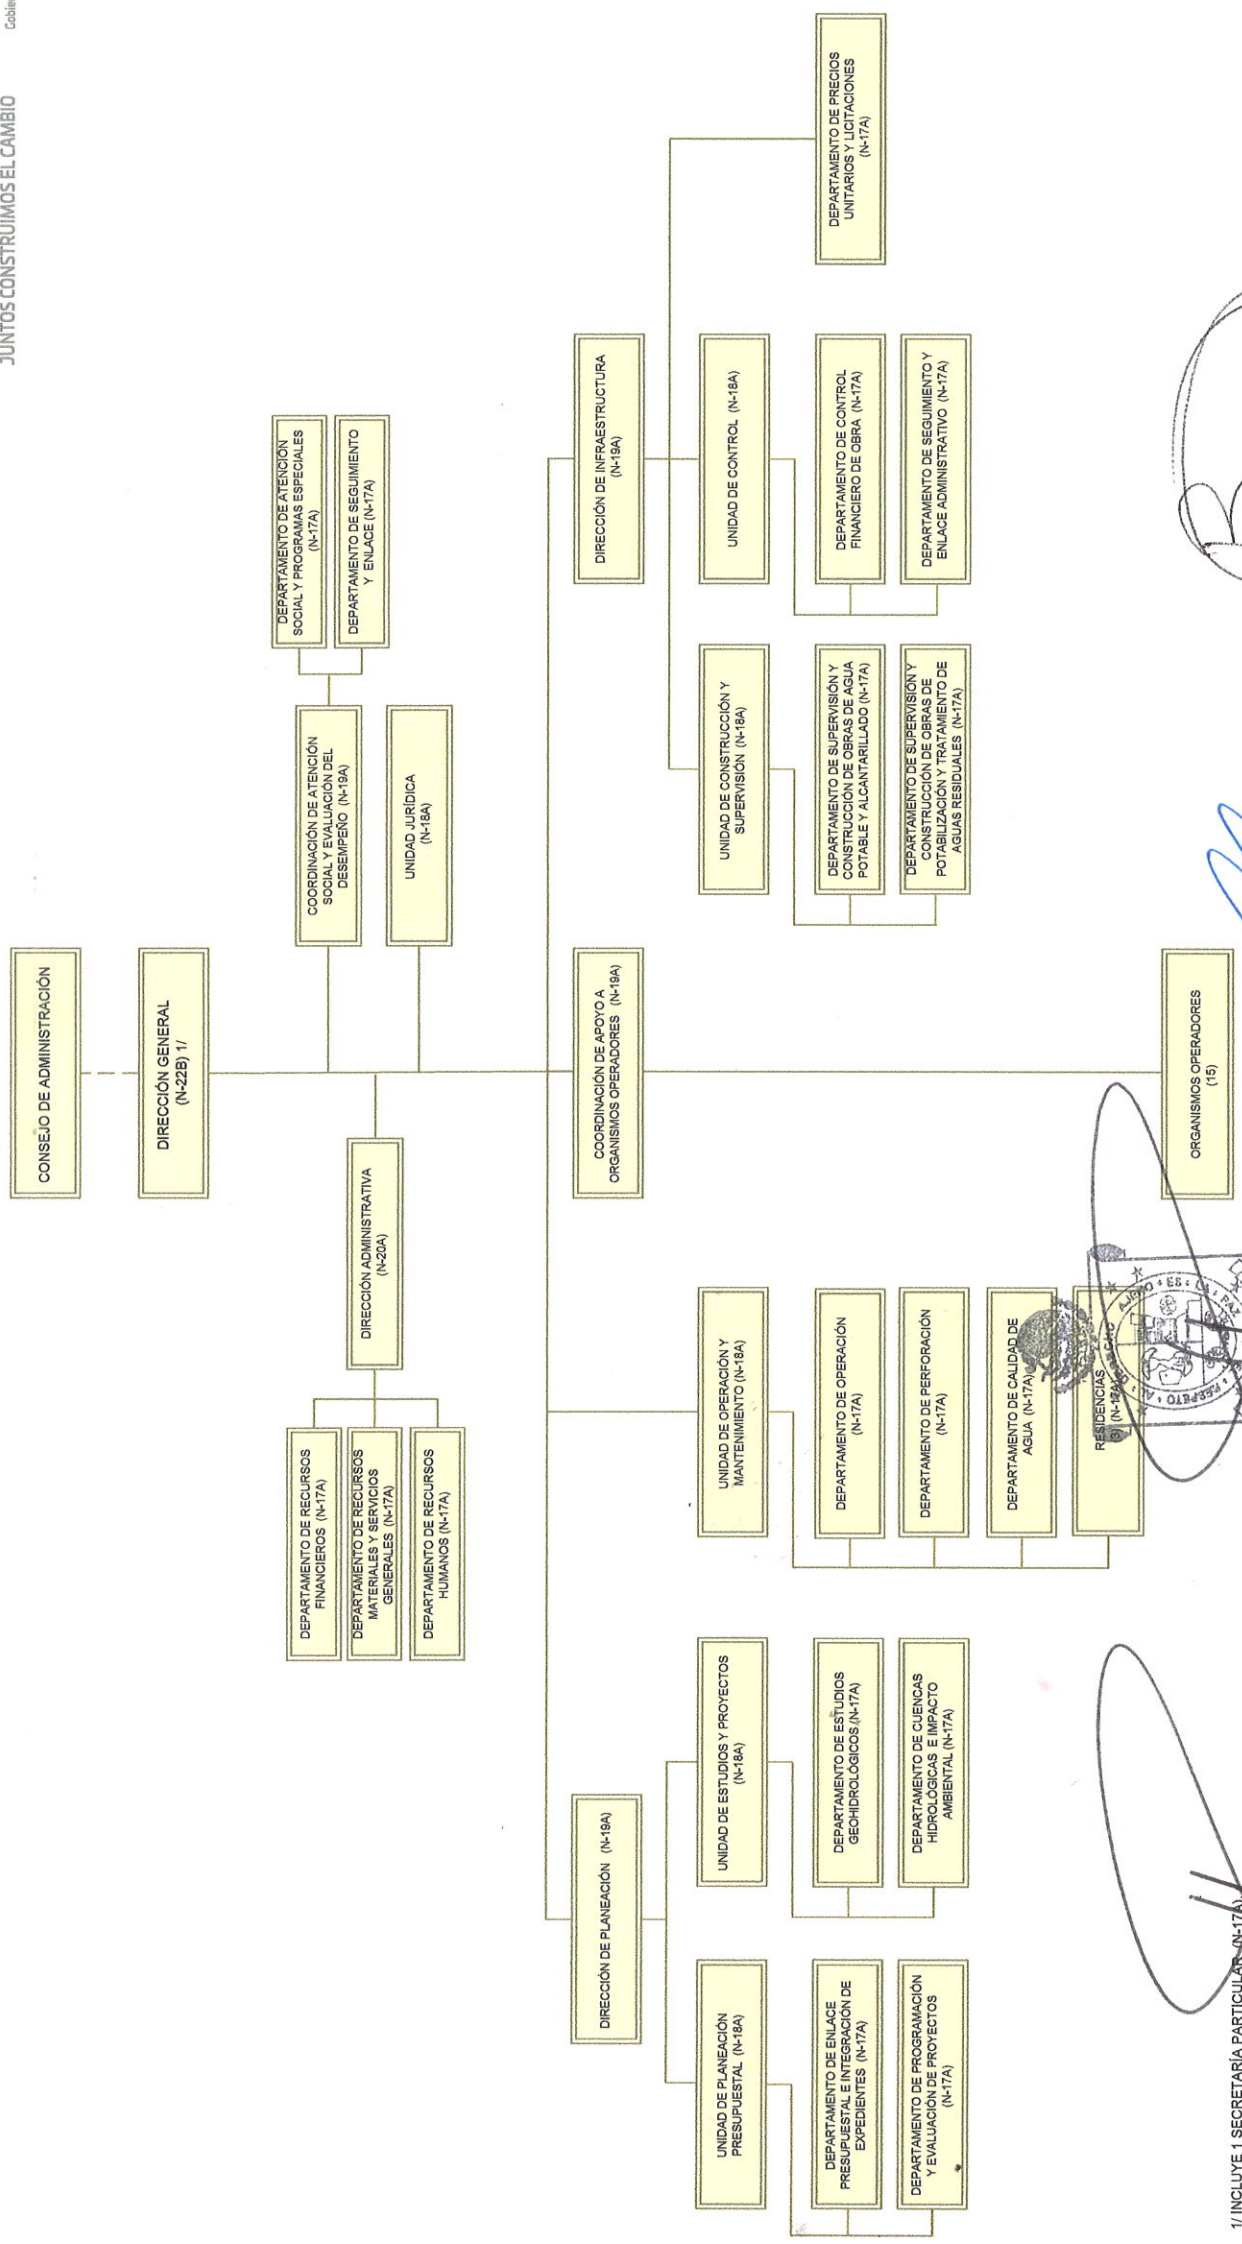 JUNTOS CONSTRUIMOS EL CAMBIO
CONSEJO DE ADMINISTRACIÓN
DIRECCIÓN GENERAL
(N-22B) 1/
DEPARTAMENTO DE RECURSOS
FINANCIEROS (N-17A)
DEPARTAMENTO DE RECURSOS
MATERIALES Y SERVICIOS
GENERALES (N-17A)
DEPARTAMENTO DE RECURSOS
HUMANOS (N-17A)
DIRECCIÓN ADMINISTRATIVA
(N-20A)
COORDINACIÓN DE ATENCIÓN
SOCIAL Y EVALUACIÓN DEL
DESEMPEÑO (N-19A)
DEPARTAMENTO DE ATENCIÓN
SOCIAL Y PROGRAMAS ESPECIALES
(N-17A)
DEPARTAMENTO DE SEGUIMIENTO
Y ENLACE (N-17A)
UNIDAD JURÍDICA
(N-18A)
DIRECCIÓN DE PLANEACIÓN (N-19A)
COORDINACIÓN DE APOYO A
ORGANISMOS OPERADORES (N-19A)
DIRECCIÓN DE INFRAESTRUCTURA
(N-19A)
UNIDAD DE PLANEACIÓN
PRESUPUESTAL (N-18A)
UNIDAD DE ESTUDIOS Y PROYECTOS
(N-18A)
UNIDAD DE OPERACIÓN Y
MANTENIMIENTO (N-18A)
UNIDAD DE CONSTRUCCIÓN Y
SUPERVISIÓN (N-18A)
UNIDAD DE CONTROL (N-18A)
DEPARTAMENTO DE ENLACE
PRESUPUESTAL E INTEGRACIÓN DE
EXPEDIENTES (N-17A)
DEPARTAMENTO DE ESTUDIOS
GEOHIDROLÓGICOS (N-17A)
DEPARTAMENTO DE OPERACIÓN
(N-17A)
DEPARTAMENTO DE SUPERVISIÓN Y
CONSTRUCCIÓN DE OBRAS DE AGUA
POTABLE Y ALCANTARILLADO (N-17A)
DEPARTAMENTO DE CONTROL
FINANCIERO DE OBRA (N-17A)
DEPARTAMENTO DE PRECIOS
UNITARIOS Y LICITACIONES
(N-17A)
DEPARTAMENTO DE PROGRAMACIÓN
Y EVALUACIÓN DE PROYECTOS
(N-17A)
DEPARTAMENTO DE CUENCAS
HIDROLÓGICAS E IMPACTO
AMBIENTAL (N-17A)
DEPARTAMENTO DE PERFORACIÓN
(N-17A)
DEPARTAMENTO DE SUPERVISIÓN Y
CONSTRUCCIÓN DE OBRAS DE
POTABILIZACIÓN Y TRATAMIENTO DE
AGUAS RESIDUALES (N-17A)
DEPARTAMENTO DE SEGUIMIENTO Y
ENLACE ADMINISTRATIVO (N-17A)
DEPARTAMENTO DE CALIDAD DE
AGUA (N-17A)
RESIDENCIAS
(N-17A)
ORGANISMOS OPERADORES
(15)
1/ INCLUYE 1 SECRETARÍA PARTICULAR (N-17A)